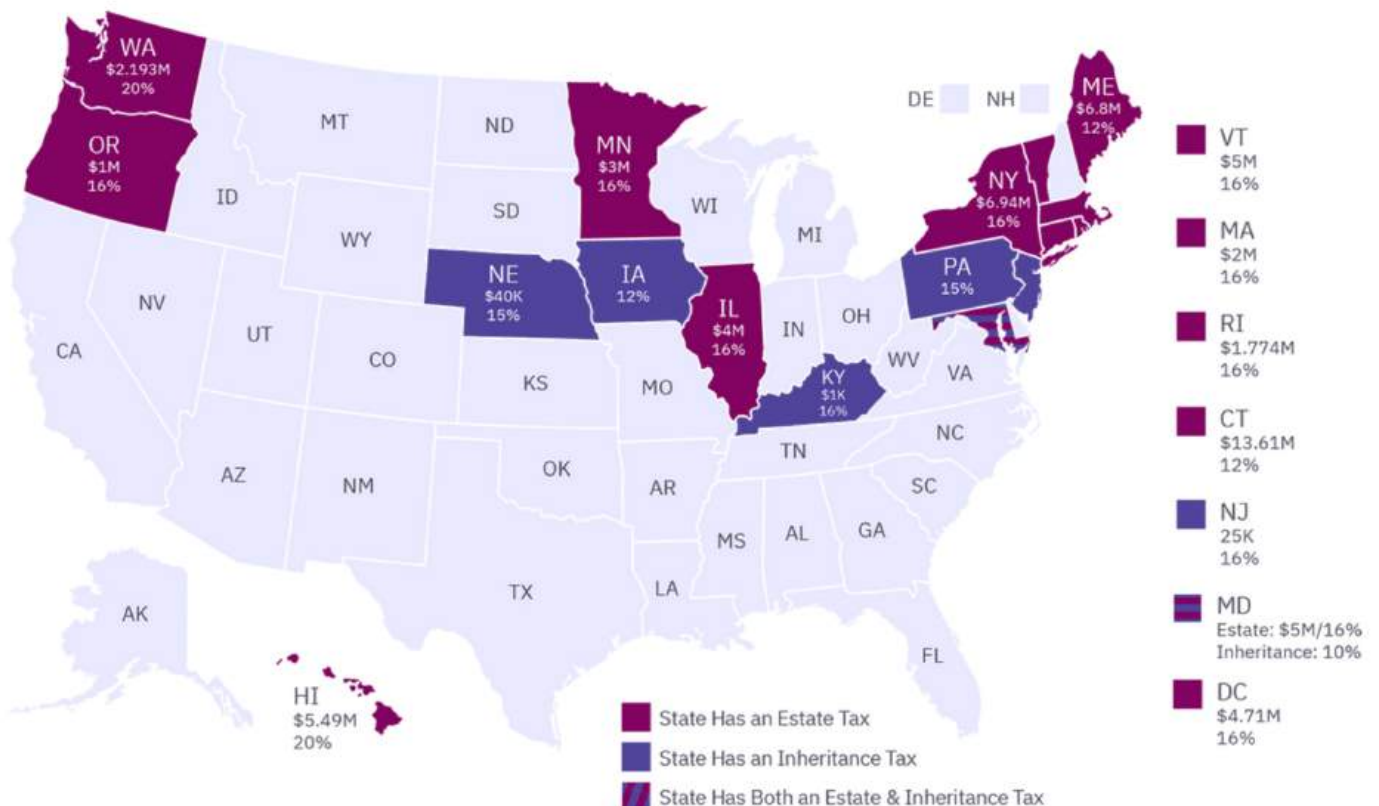 WA
$2.193M
20%
OR
$1M
16%
MT
ID
WY
ND
SD
MN
$3M
16%
WI
MI
DE
NH
ME
$6.8M
12%
NY
$6.94M
16%
CA
NV
UT
CO
NE
$40K
15%
IA
12%
IL
$4M
16%
IN
OH
PA
15%
KS
MO
KY
$1K
16%
WV
VA
AZ
NM
OK
AR
TN
NC
SC
TX
LA
MS
AL
GA
FL
AK
HI
$5.49M
20%
VT
$5M
16%
MA
$2M
16%
RI
$1.774M
16%
CT
$13.61M
12%
NJ
25K
16%
MD
Estate: $5M/16%
Inheritance: 10%
DC
$4.71M
16%
State Has an Estate Tax
State Has an Inheritance Tax
State Has Both an Estate & Inheritance Tax